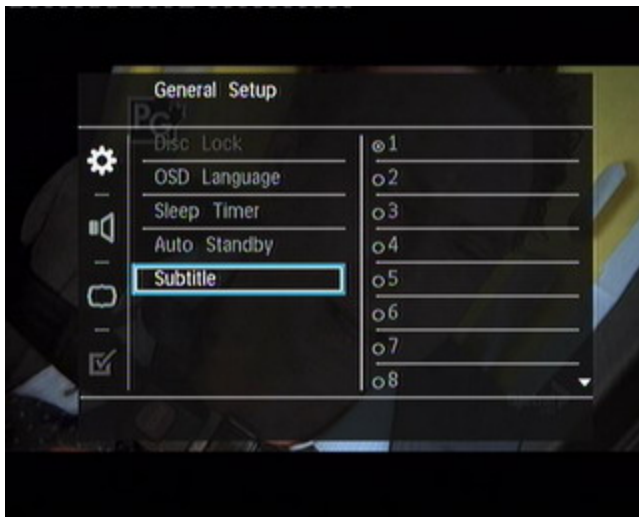 General Setup
PG
Disc Lock
OSD Language
Sleep Timer
Auto Standby
Subtitle
1
2
3
4
5
6
7
8